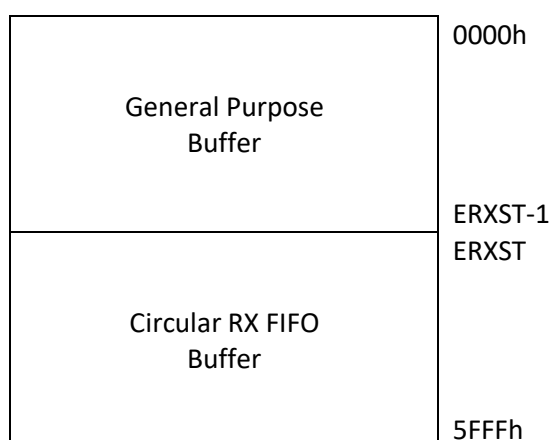 0000h
General Purpose
Buffer
ERXST-1
ERXST
Circular RX FIFO
Buffer
5FFFh